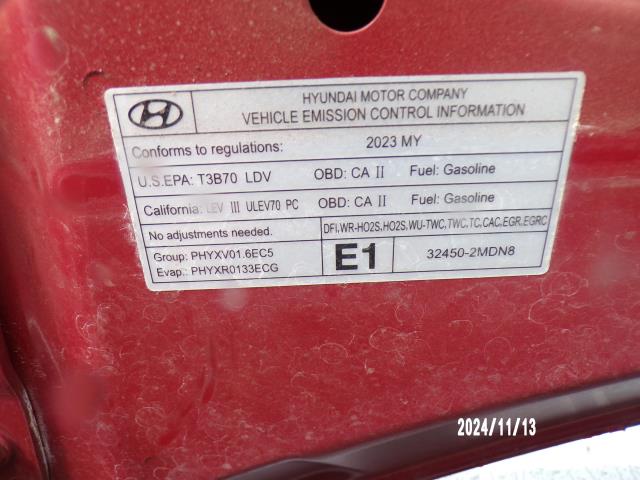 HYUNDAI MOTOR COMPANY
VEHICLE EMISSION CONTROL INFORMATION
Conforms to regulations: 2023 MY
U.S.EPA: T3B70 LDV OBD: CA II Fuel: Gasoline
California: LEV III ULEV70 PC OBD: CA II Fuel: Gasoline
No adjustments needed.
DFI,WR-HO2S,HO2S,WU-TWC,TWC,TC,CAC,EGR,EGRC
Group: PHYXV01.6EC5
Evap.: PHYXR0133ECG
E1
32450-2MDN8
2024/11/13